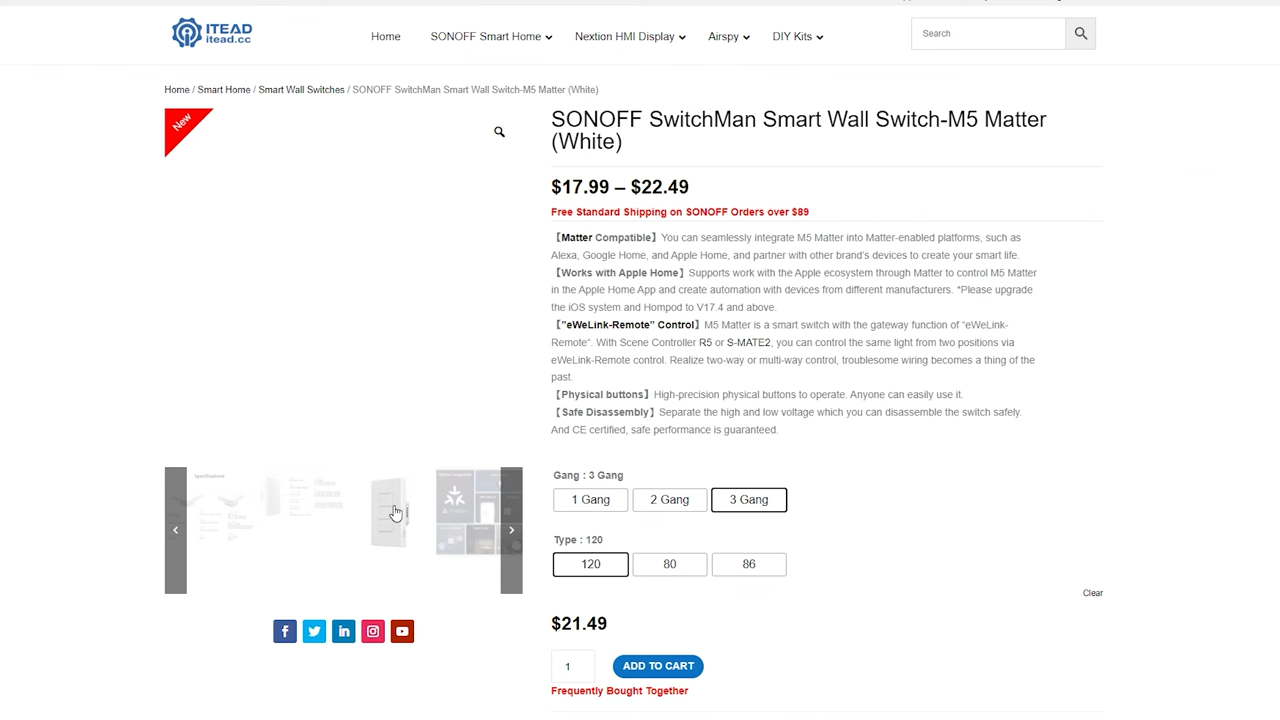 ITEAD
itead.cc
Home
SONOFF Smart Home
Nextion HMI Display
Airspy
DIY Kits
Search
Home / Smart Home / Smart Wall Switches / SONOFF SwitchMan Smart Wall Switch-M5 Matter (White)
New
SONOFF SwitchMan Smart Wall Switch-M5 Matter
(White)
$17.99 – $22.49
Free Standard Shipping on SONOFF Orders over $89
【Matter Compatible】You can seamlessly integrate M5 Matter into Matter-enabled platforms, such as
Alexa, Google Home, and Apple Home, and partner with other brand's devices to create your smart life.
【Works with Apple Home】Supports work with the Apple ecosystem through Matter to control M5 Matter
in the Apple Home App and create automation with devices from different manufacturers. *Please upgrade
the iOS system and Hompod to V17.4 and above.
【"eWeLink-Remote" Control】M5 Matter is a smart switch with the gateway function of "eWeLink-
Remote". With Scene Controller R5 or S-MATE2, you can control the same light from two positions via
eWeLink-Remote control. Realize two-way or multi-way control, troublesome wiring becomes a thing of the
past.
【Physical buttons】High-precision physical buttons to operate. Anyone can easily use it.
【Safe Disassembly】Separate the high and low voltage which you can disassemble the switch safely.
And CE certified, safe performance is guaranteed.
Specifications
Gang : 3 Gang
1 Gang
2 Gang
3 Gang
Type : 120
120
80
86
Clear
$21.49
1
ADD TO CART
Frequently Bought Together